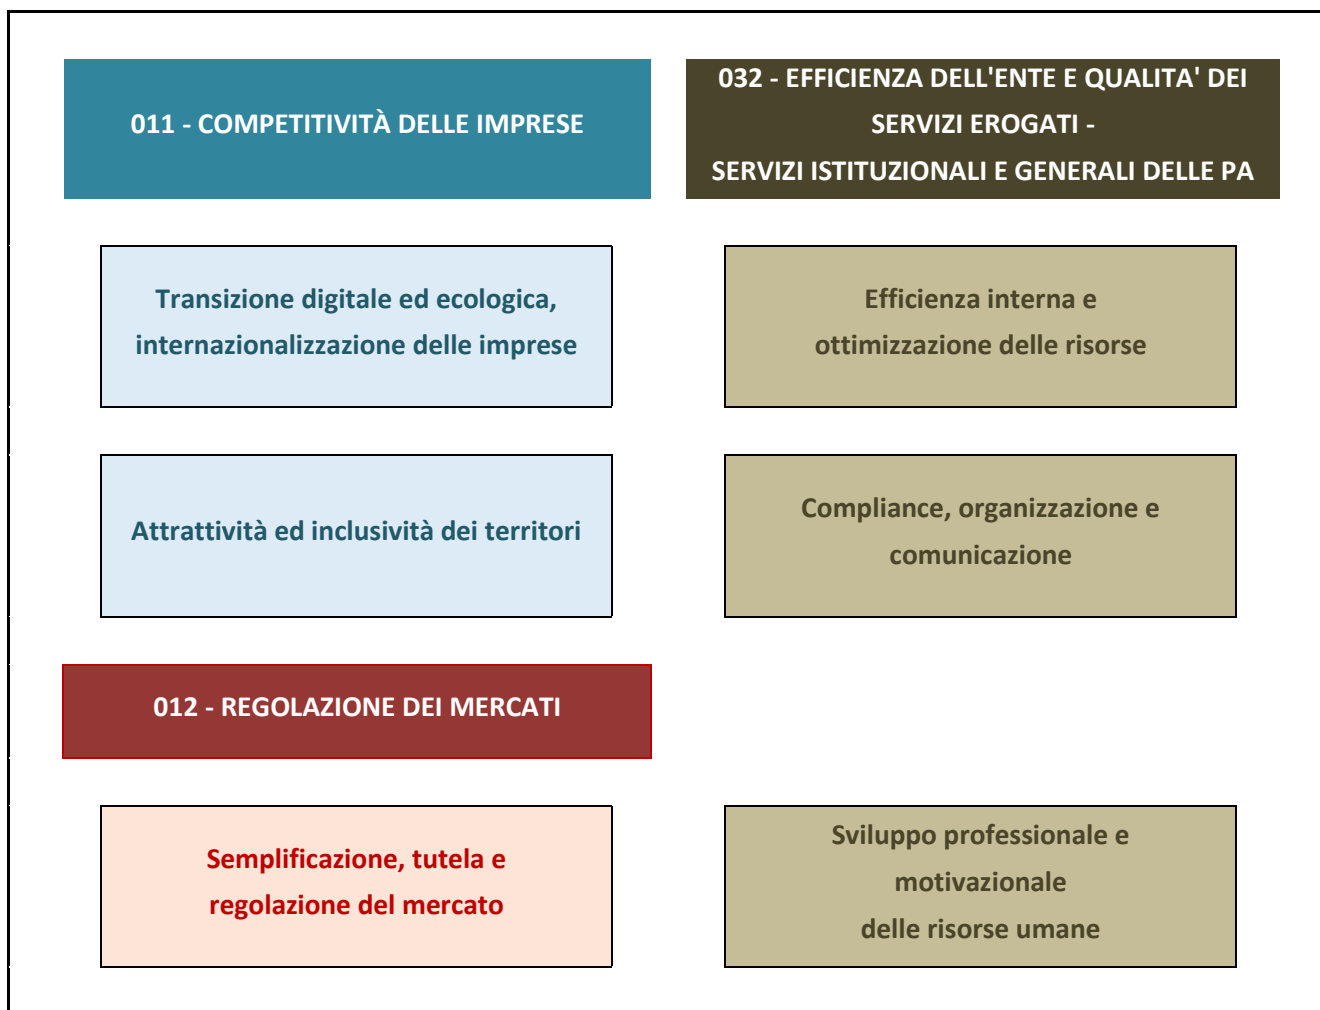 011 - COMPETITIVITÀ DELLE IMPRESE
Transizione digitale ed ecologica,
internazionalizzazione delle imprese
Attrattività ed inclusività dei territori
012 - REGOLAZIONE DEI MERCATI
Semplificazione, tutela e
regolazione del mercato
032 - EFFICIENZA DELL'ENTE E QUALITA' DEI
SERVIZI EROGATI -
SERVIZI ISTITUZIONALI E GENERALI DELLE PA
Efficienza interna e
ottimizzazione delle risorse
Compliance, organizzazione e
comunicazione
Sviluppo professionale e
motivazionale
delle risorse umane